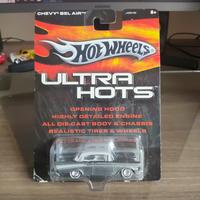 CHEVY BEL AIR
8+
Hot Wheels
ULTRA
HOTS
OPENING HOOD
HIGHLY DETAILED ENGINE
ALL DIE-CAST BODY & CHASSIS
REALISTIC TIRES & WHEELS